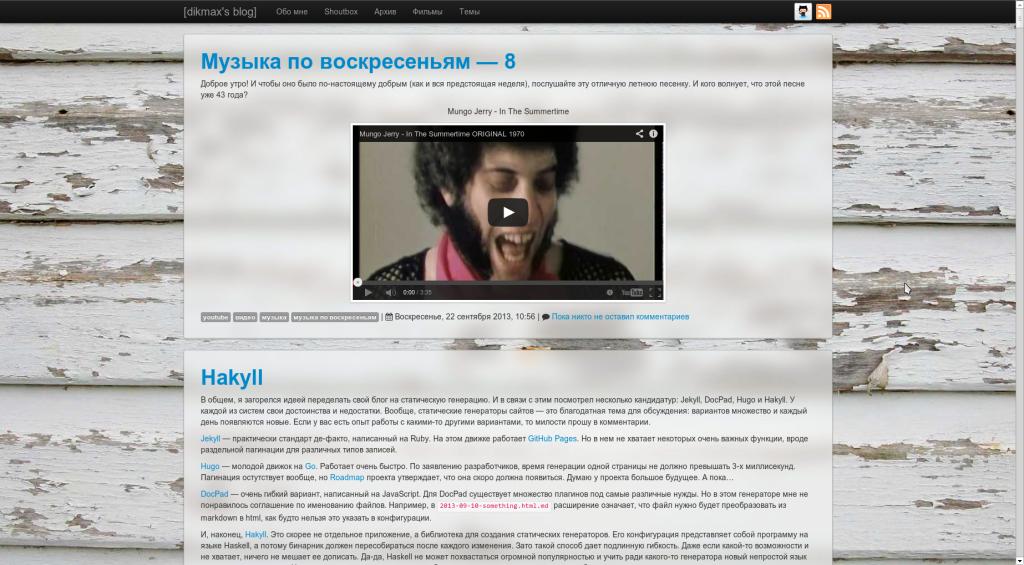 [dikmax's blog] Обо мне Shoutbox Архив Фильмы Темы
Музыка по воскресеньям — 8
Доброе утро! И чтобы оно было по-настоящему добрым (как и вся предстоящая неделя), послушайте эту отличную летнюю песенку. И кого волнует, что этой песне
уже 43 года?
Mungo Jerry - In The Summertime
Mungo Jerry - In The Summertime ORIGINAL 1970
0:00 / 3:35 YouTube
youtube видео музыка музыка по воскресеньям | Воскресенье, 22 сентября 2013, 10:56 | Пока никто не оставил комментариев
Hakyll
В общем, я загорелся идеей переделать свой блог на статическую генерацию. И в связи с этим посмотрел несколько кандидатур: Jekyll, DocPad, Hugo и Hakyll. У
каждой из систем свои достоинства и недостатки. Вообще, статические генераторы сайтов — это благодатная тема для обсуждения: вариантов множество и каждый
день появляются новые. Если у вас есть опыт работы с какими-то другими вариантами, то милости прошу в комментарии.
Jekyll — практически стандарт де-факто, написанный на Ruby. На этом движке работает GitHub Pages. Но в нем не хватает некоторых очень важных функции, вроде
раздельной пагинации для различных типов записей.
Hugo — молодой движок на Go. Работает очень быстро. По заявлению разработчиков, время генерации одной страницы не должно превышать 3-х миллисекунд.
Пагинация остутствует вообще, но Roadmap проекта утверждает, что она скоро должна появиться. Думаю у проекта большое будущее. А пока…
DocPad — очень гибкий вариант, написанный на JavaScript. Для DocPad существует множество плагинов под самые различные нужды. Но в этом генераторе мне не
понравилось соглашение по именованию файлов. Например, в 2013-09-10-something.html.md расширение означает, что файл нужно будет преобразовать из
markdown в html, как будто нельзя это указать в конфигурации.
И, наконец, Hakyll. Это скорее не отдельное приложение, а библиотека для создания статических генераторов. Его конфигурация представляет собой программу на
языке Haskell, а потому бинарник должен пересобираться после каждого изменения. Зато такой способ дает подлинную гибкость. Даже если какой-то возможности и
не хватает, ничего не мешает ее дописать. Да-да, Haskell не может похвастаться огромной популярностью и учить ради какого-то генератора новый непростой язык